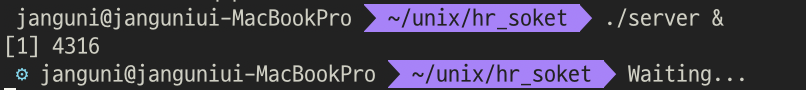 janguni@janguniui-MacBookPro ~/unix/hr_soket ./server &
[1] 4316
⚙ janguni@janguniui-MacBookPro ~/unix/hr_soket Waiting...